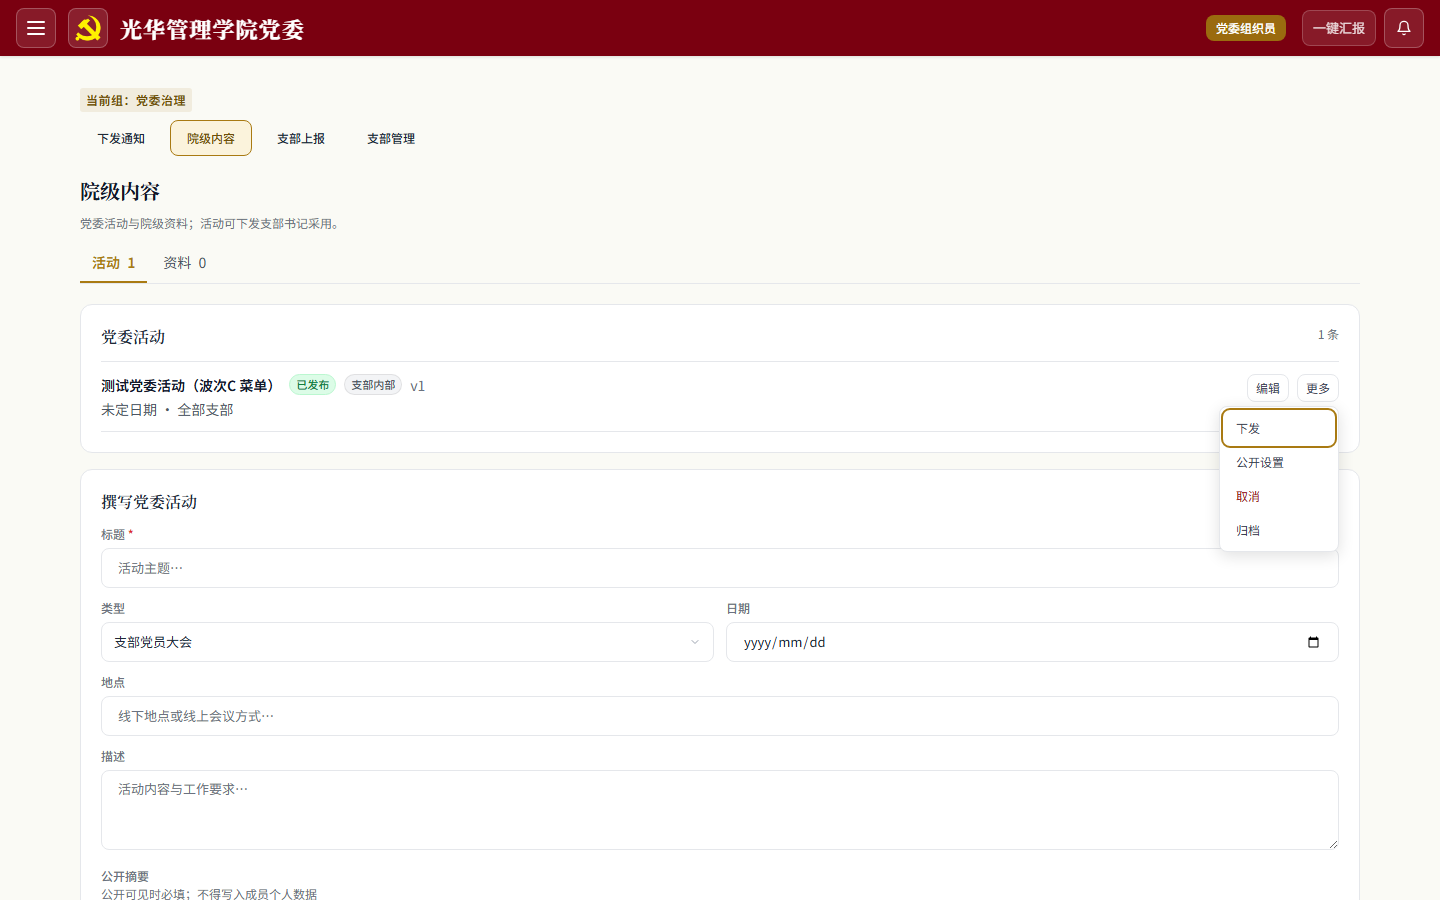 光华管理学院党委
党委组织员
一键汇报
当前组：党委治理
下发通知
院级内容
支部上报
支部管理
院级内容
党委活动与院级资料；活动可下发支部书记采用。
活动 1
资料 0
党委活动
1 条
测试党委活动（波次C 菜单） 已发布 支部内部 v1
编辑
更多
未定日期 · 全部支部
下发
公开设置
取消
归档
撰写党委活动
标题 *
活动主题…
类型
日期
支部党员大会
yyyy/mm/dd
地点
线下地点或线上会议方式…
描述
活动内容与工作要求…
公开摘要
公开可见时必填；不得写入成员个人数据